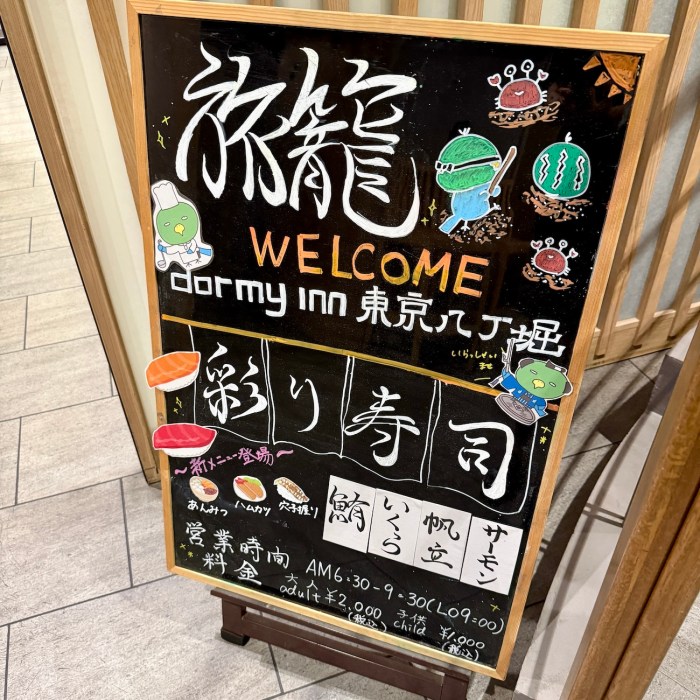 旅籠
WELCOME
dormy inn 東京八丁堀
いらっしゃい
ませ
彩り寿司
〜新メニュー登場〜
あんみつ ハムカツ 穴子握り
鮪 いくら 帆立 サーモン
営業時間 AM6:30-9:30(LO9:00)
料金 大人 adult ¥2,000 (税込) 子供 child ¥1,000 (税込)